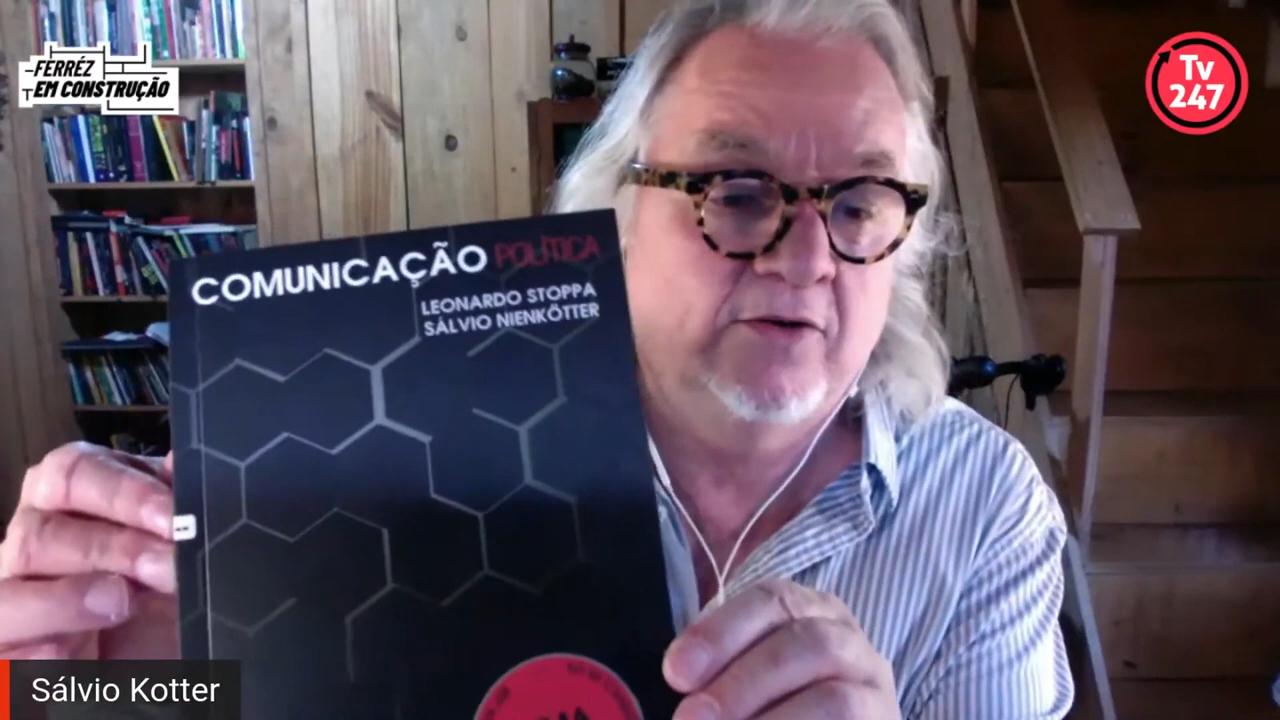 FERRÉZ
EM CONSTRUÇÃO
Tv
247
COMUNICAÇÃO POLÍTICA
LEONARDO STOPPA
SÁLVIO NIENKÖTTER
Sálvio Kotter